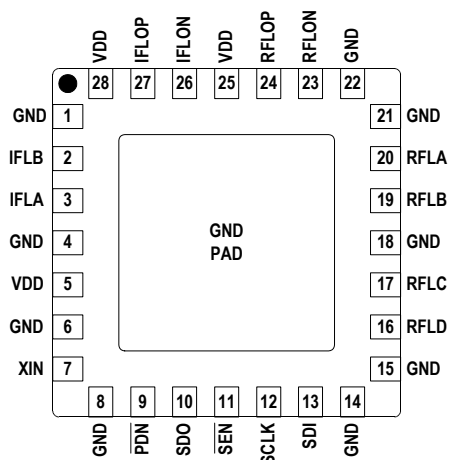 VDD IFLOP IFLON VDD RFLOP RFLON GND
28 27 26 25 24 23 22
GND 1 21 GND
IFLB 2 20 RFLA
IFLA 3 19 RFLB
GND 4 18 GND
VDD 5 17 RFLC
GND 6 16 RFLD
XIN 7 15 GND
GND
PAD
8 9 10 11 12 13 14
GND PDN SDO SEN SCLK SDI GND